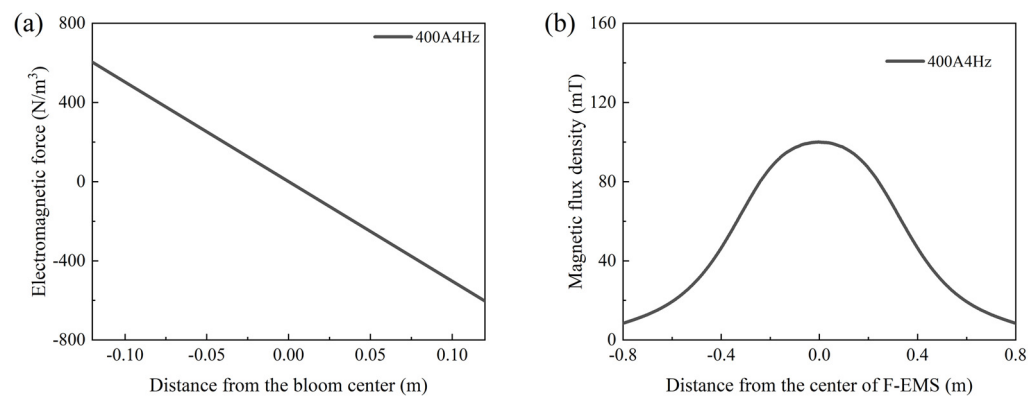 (a)
800
400
0
-400
-800
Electromagnetic force (N/m³)
400A4Hz
-0.10 -0.05 0.00 0.05 0.10
Distance from the bloom center (m)
(b)
160
120
80
40
0
Magnetic flux density (mT)
400A4Hz
-0.8 -0.4 0.0 0.4 0.8
Distance from the center of F-EMS (m)